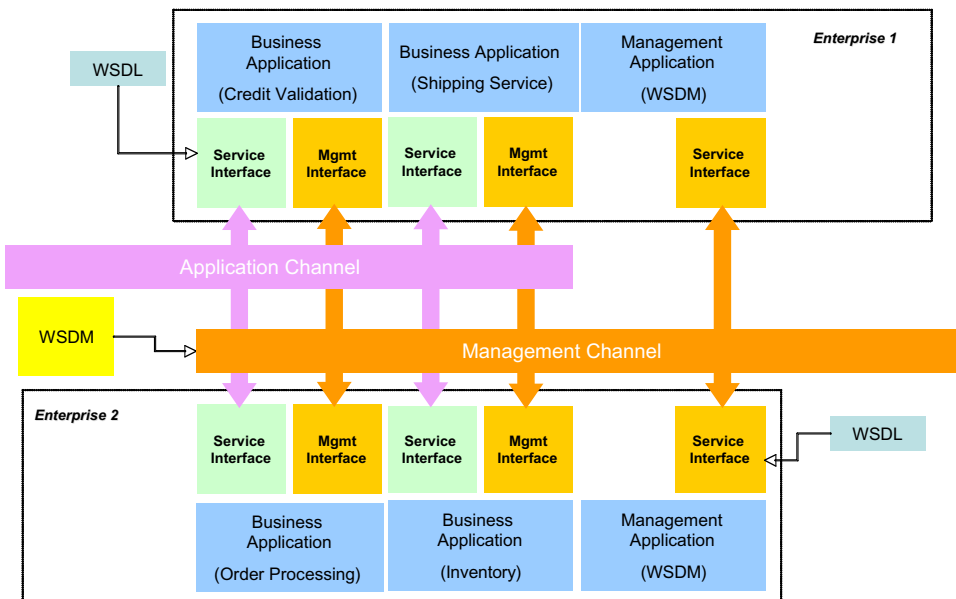 Enterprise 1
Business
Application
(Credit Validation)
Business Application
(Shipping Service)
Management
Application
(WSDM)
WSDL
Service
Interface
Mgmt
Interface
Service
Interface
Mgmt
Interface
Service
Interface
Application Channel
WSDM
Management Channel
Enterprise 2
Service
Interface
Mgmt
Interface
Service
Interface
Mgmt
Interface
Service
Interface
WSDL
Business
Application
(Order Processing)
Business
Application
(Inventory)
Management
Application
(WSDM)